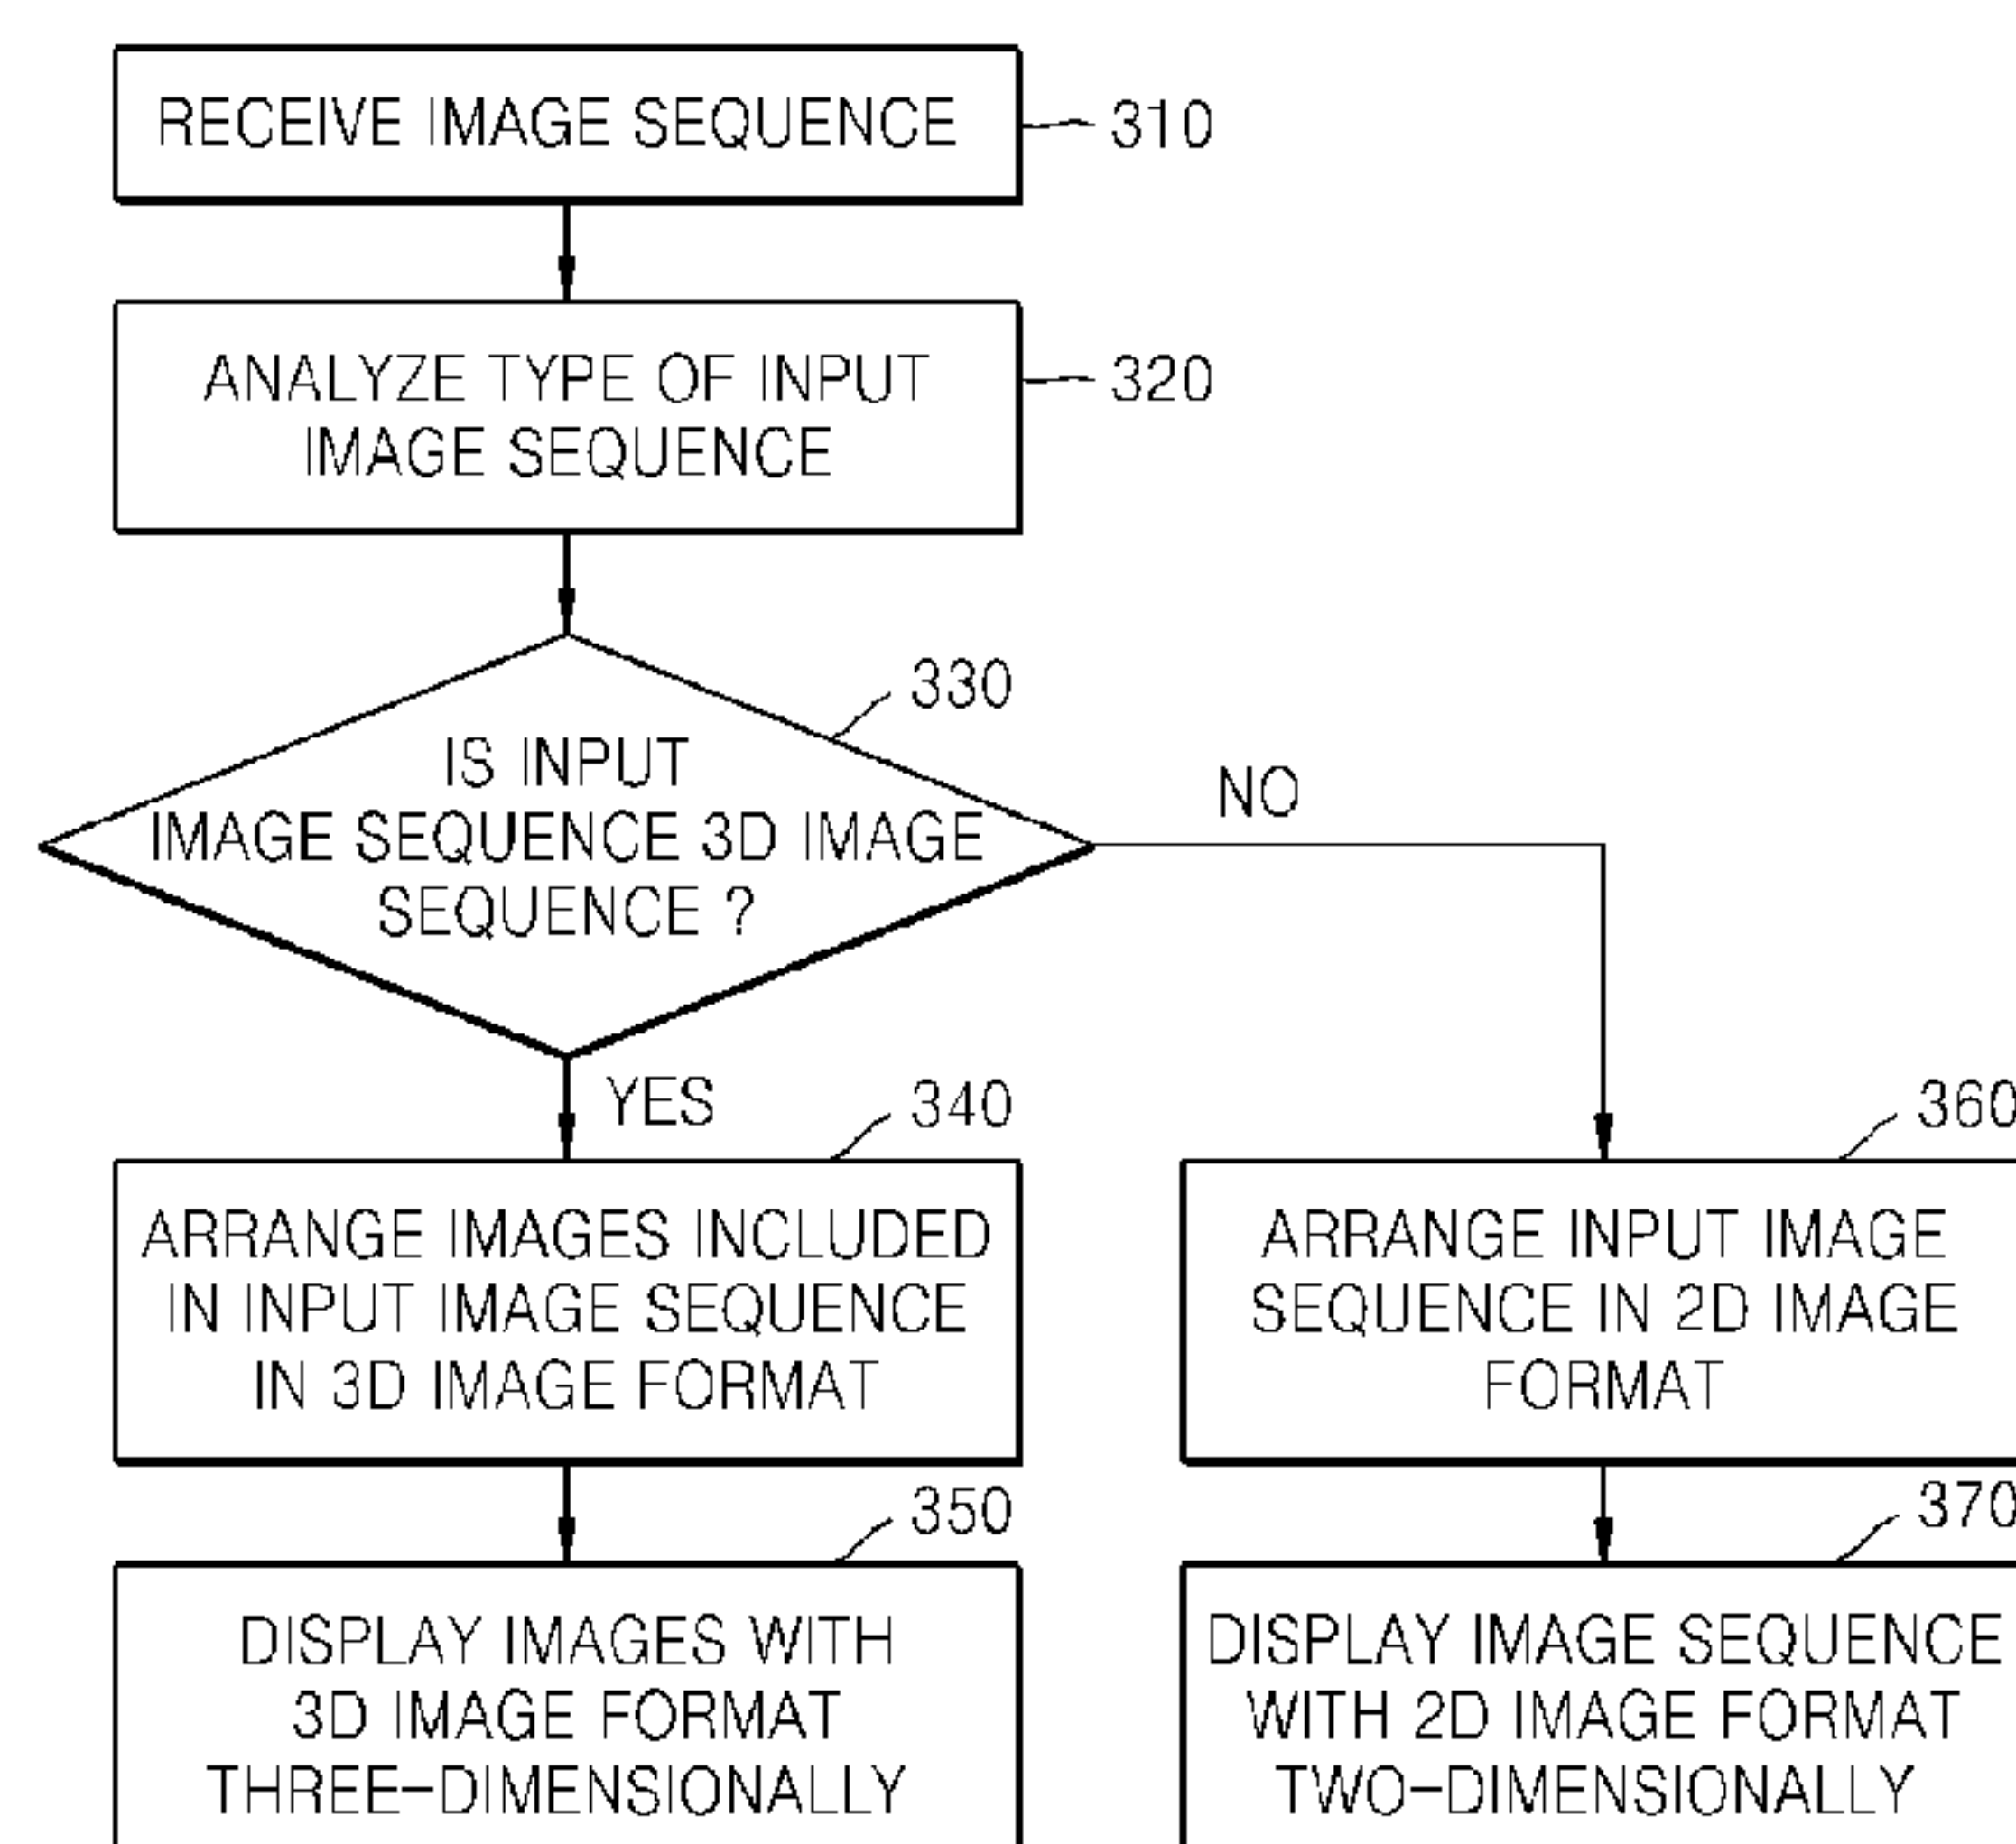 RECEIVE IMAGE SEQUENCE
310
ANALYZE TYPE OF INPUT
IMAGE SEQUENCE
320
330
IS INPUT
IMAGE SEQUENCE 3D IMAGE
SEQUENCE ?
NO
YES
340
ARRANGE IMAGES INCLUDED
IN INPUT IMAGE SEQUENCE
IN 3D IMAGE FORMAT
360
ARRANGE INPUT IMAGE
SEQUENCE IN 2D IMAGE
FORMAT
350
DISPLAY IMAGES WITH
3D IMAGE FORMAT
THREE-DIMENSIONALLY
370
DISPLAY IMAGE SEQUENCE
WITH 2D IMAGE FORMAT
TWO-DIMENSIONALLY